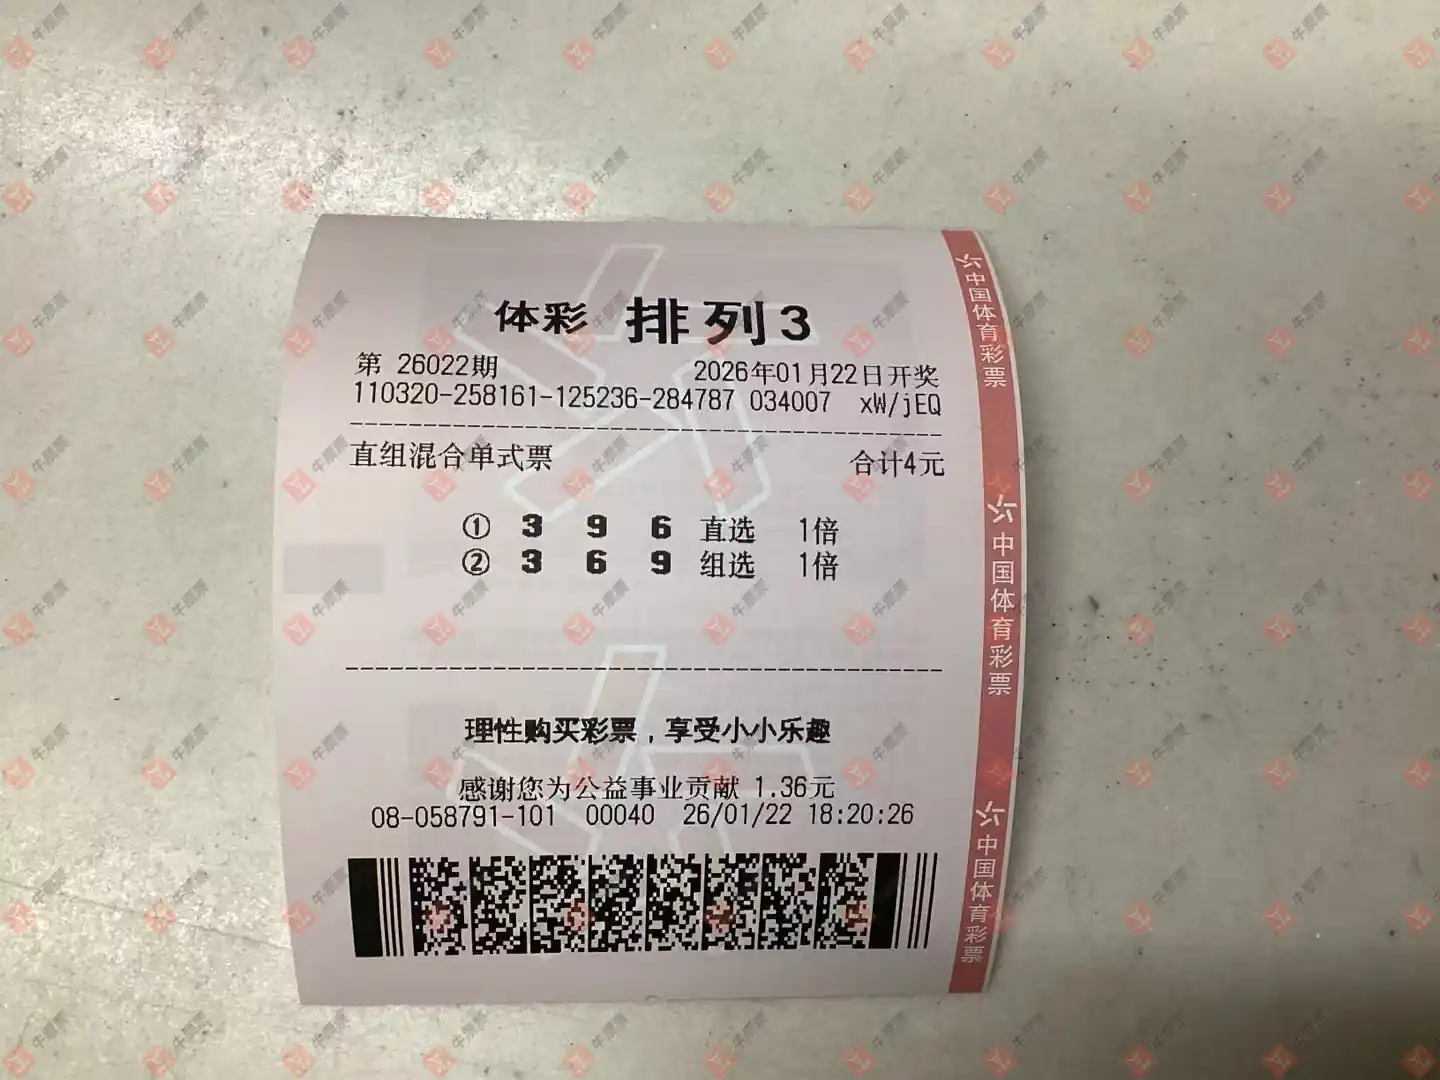 体彩 排列3
第 26022期 2026年01月22日开奖
110320-258161-125236-284787 034007 xW/jEQ
直组混合单式票 合计4元
① 3 9 6 直选 1倍
② 3 6 9 组选 1倍
理性购买彩票，享受小小乐趣
感谢您为公益事业贡献 1.36元
08-058791-101 00040 26/01/22 18:20:26
中国体育彩票
中国体育彩票
中国体育彩票